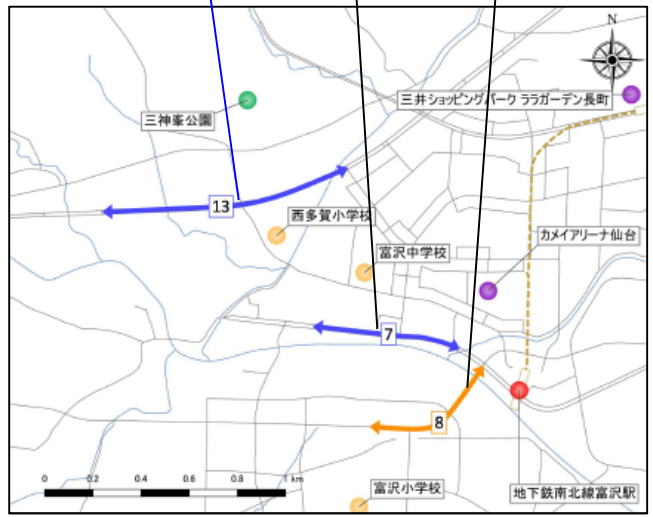 N
三井ショッピングパーク ララガーデン長町
三神峯公園
13
西多賀小学校
カメイアリーナ仙台
富沢中学校
7
8
0 0.2 0.4 0.6 0.8 1 km
富沢小学校
地下鉄南北線富沢駅